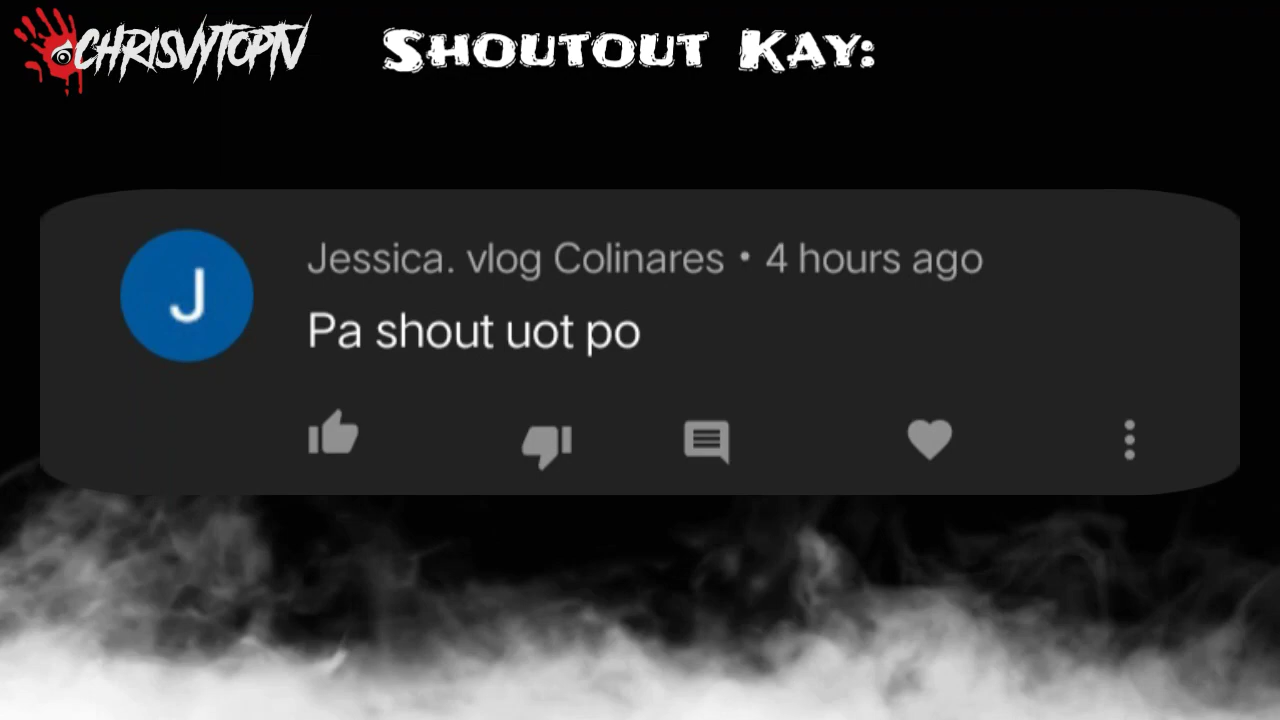 CHRISVYTOPTV
SHOUTOUT KAY:
J
Jessica. vlog Colinares • 4 hours ago
Pa shout uot po